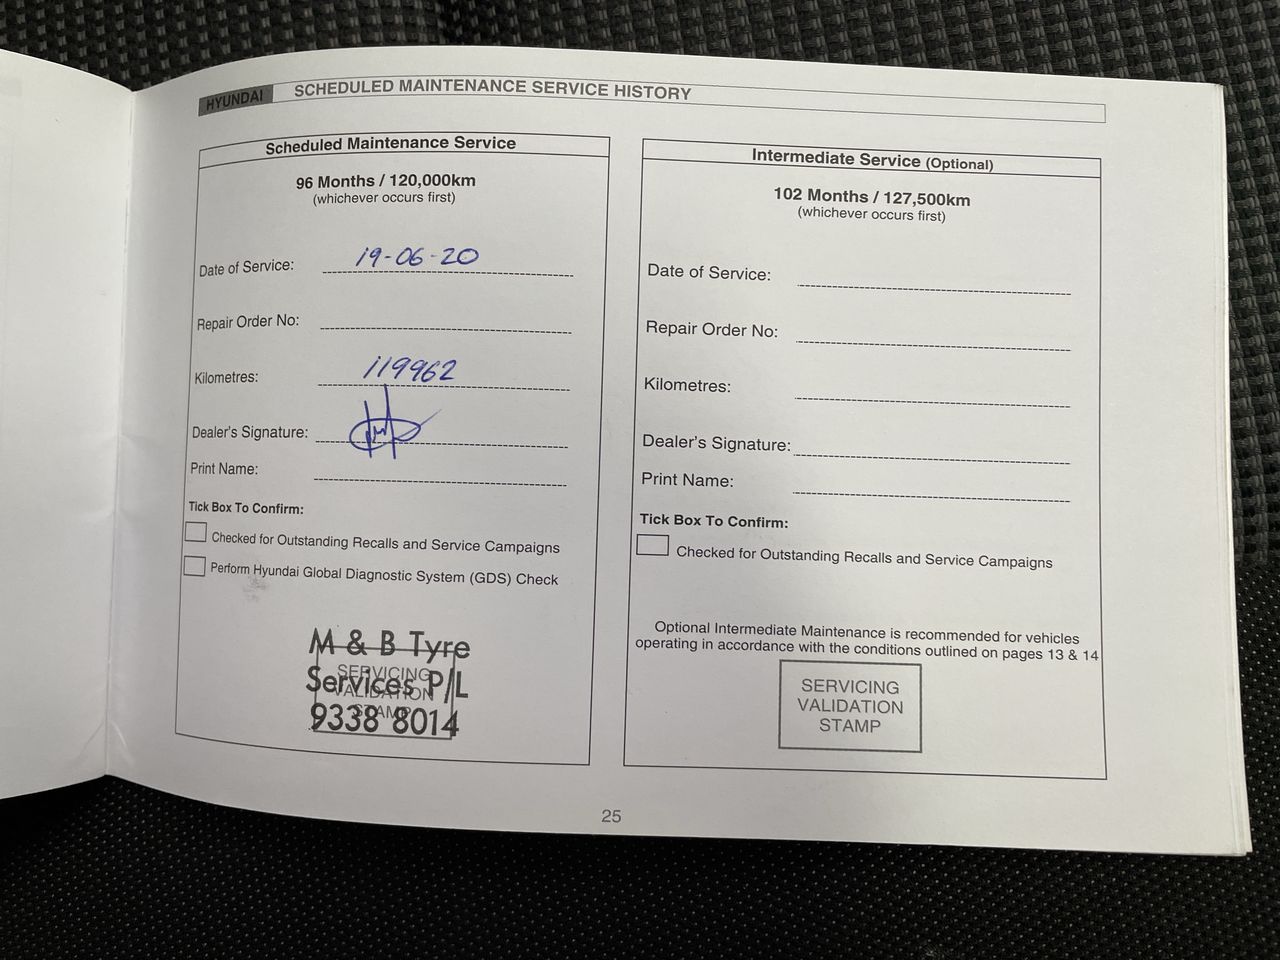 HYUNDAI SCHEDULED MAINTENANCE SERVICE HISTORY
Scheduled Maintenance Service
96 Months / 120,000km
(whichever occurs first)
Date of Service: 19-06-20
Repair Order No:
Kilometres: 119962
Dealer's Signature:
Print Name:
Tick Box To Confirm:
Checked for Outstanding Recalls and Service Campaigns
Perform Hyundai Global Diagnostic System (GDS) Check
M & B Tyre
Services P/L
9338 8014
SERVICING
VALIDATION
STAMP
Intermediate Service (Optional)
102 Months / 127,500km
(whichever occurs first)
Date of Service:
Repair Order No:
Kilometres:
Dealer's Signature:
Print Name:
Tick Box To Confirm:
Checked for Outstanding Recalls and Service Campaigns
Optional Intermediate Maintenance is recommended for vehicles
operating in accordance with the conditions outlined on pages 13 & 14
SERVICING
VALIDATION
STAMP
25